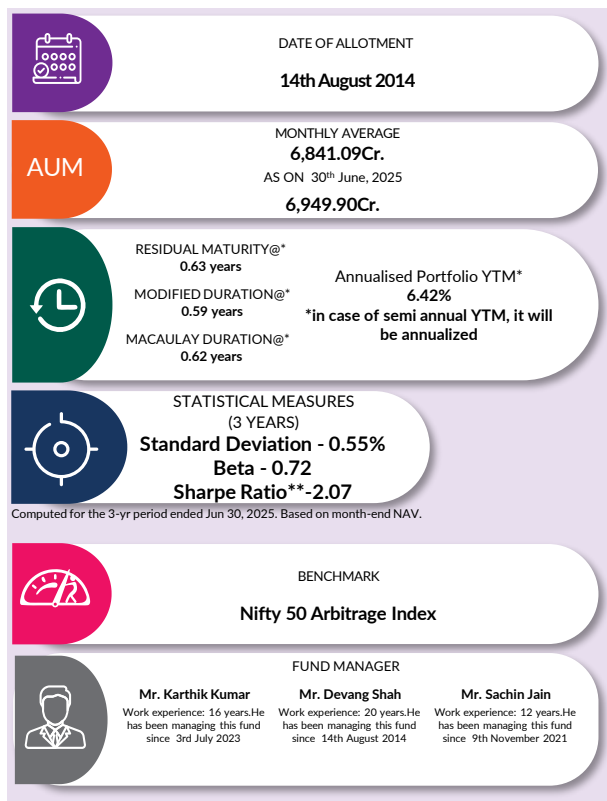 DATE OF ALLOTMENT
14th August 2014
AUM
MONTHLY AVERAGE
6,841.09Cr.
AS ON 30th June, 2025
6,949.90Cr.
RESIDUAL MATURITY@*
0.63 years
MODIFIED DURATION@*
0.59 years
MACAULAY DURATION@*
0.62 years
Annualised Portfolio YTM*
6.42%
*in case of semi annual YTM, it will
be annualized
STATISTICAL MEASURES
(3 YEARS)
Standard Deviation - 0.55%
Beta - 0.72
Sharpe Ratio**-2.07
Computed for the 3-yr period ended Jun 30, 2025. Based on month-end NAV.
BENCHMARK
Nifty 50 Arbitrage Index
FUND MANAGER
Mr. Karthik Kumar
Work experience: 16 years.He
has been managing this fund
since 3rd July 2023
Mr. Devang Shah
Work experience: 20 years.He
has been managing this fund
since 14th August 2014
Mr. Sachin Jain
Work experience: 12 years.He
has been managing this fund
since 9th November 2021